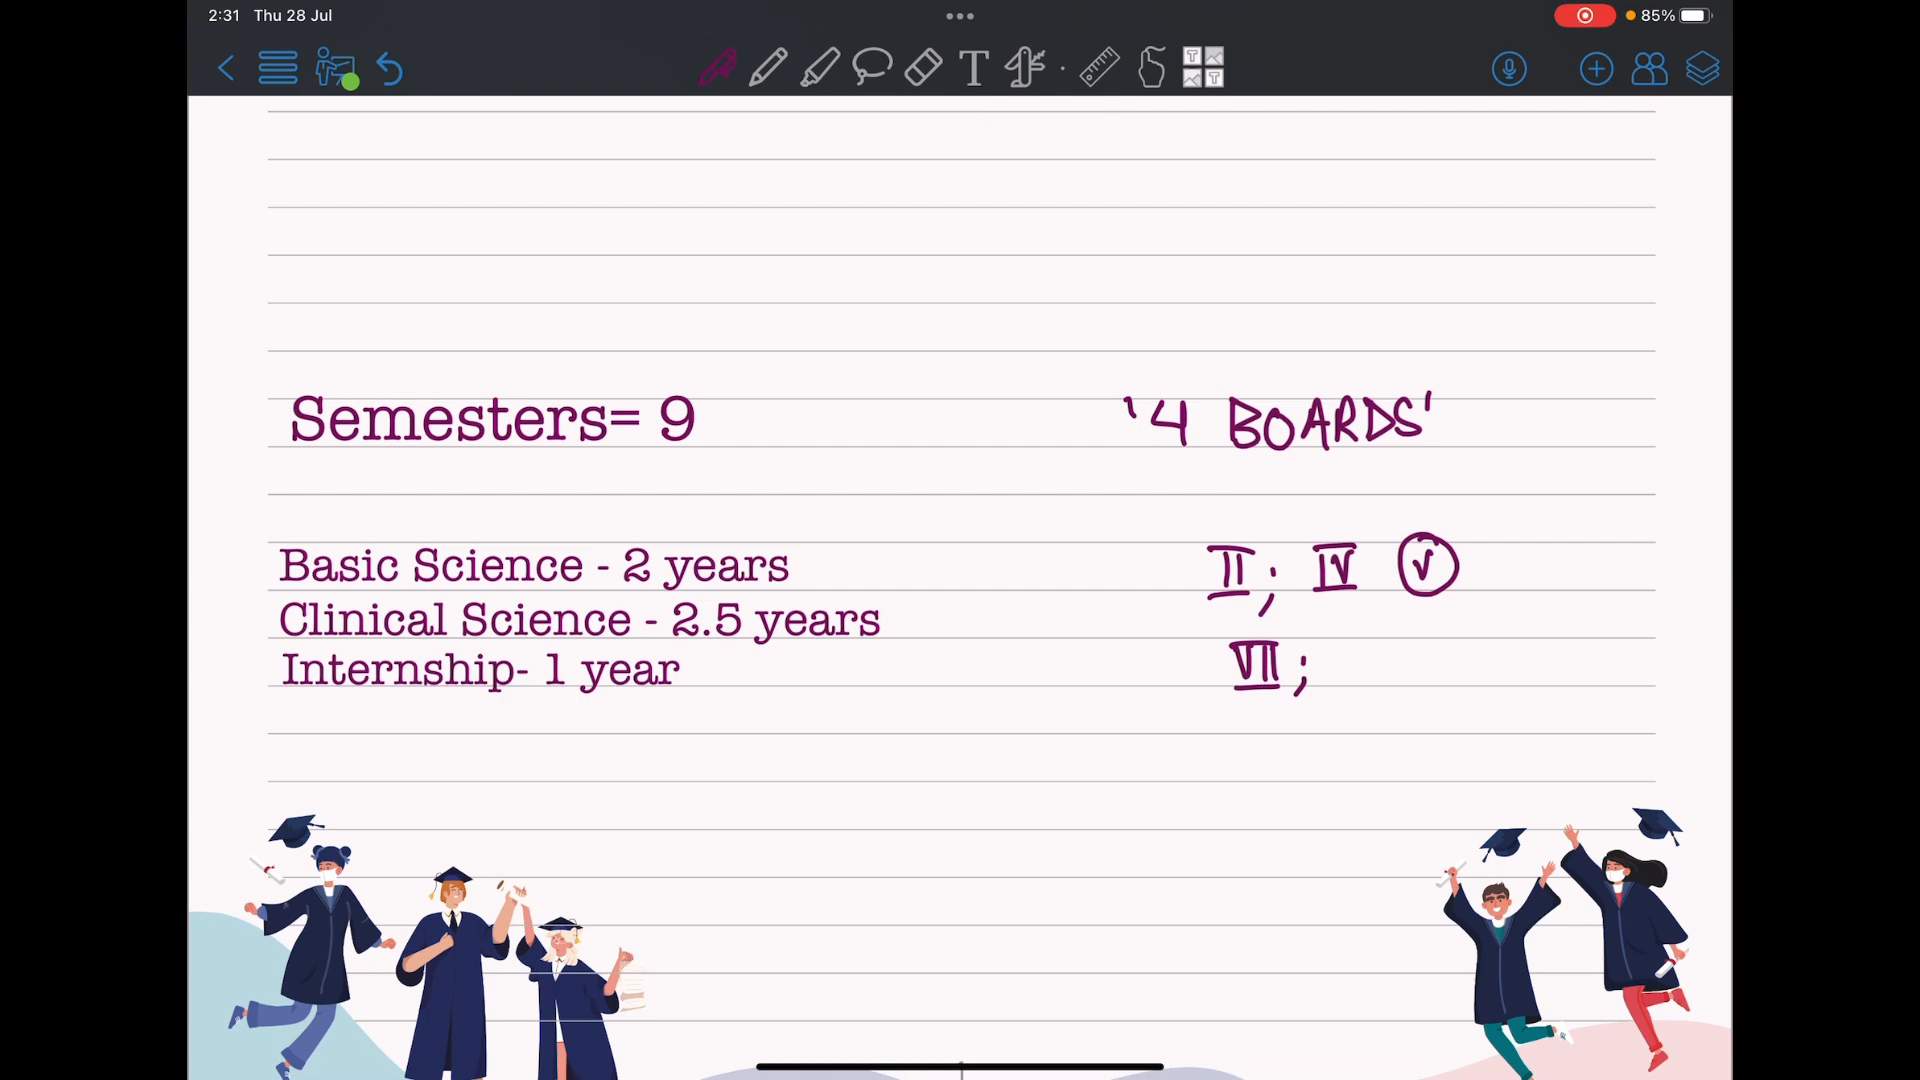 2:31 Thu 28 Jul
85%
Semesters= 9
'4 BOARDS'
Basic Science - 2 years
II; IV V
Clinical Science - 2.5 years
VII;
Internship- 1 year